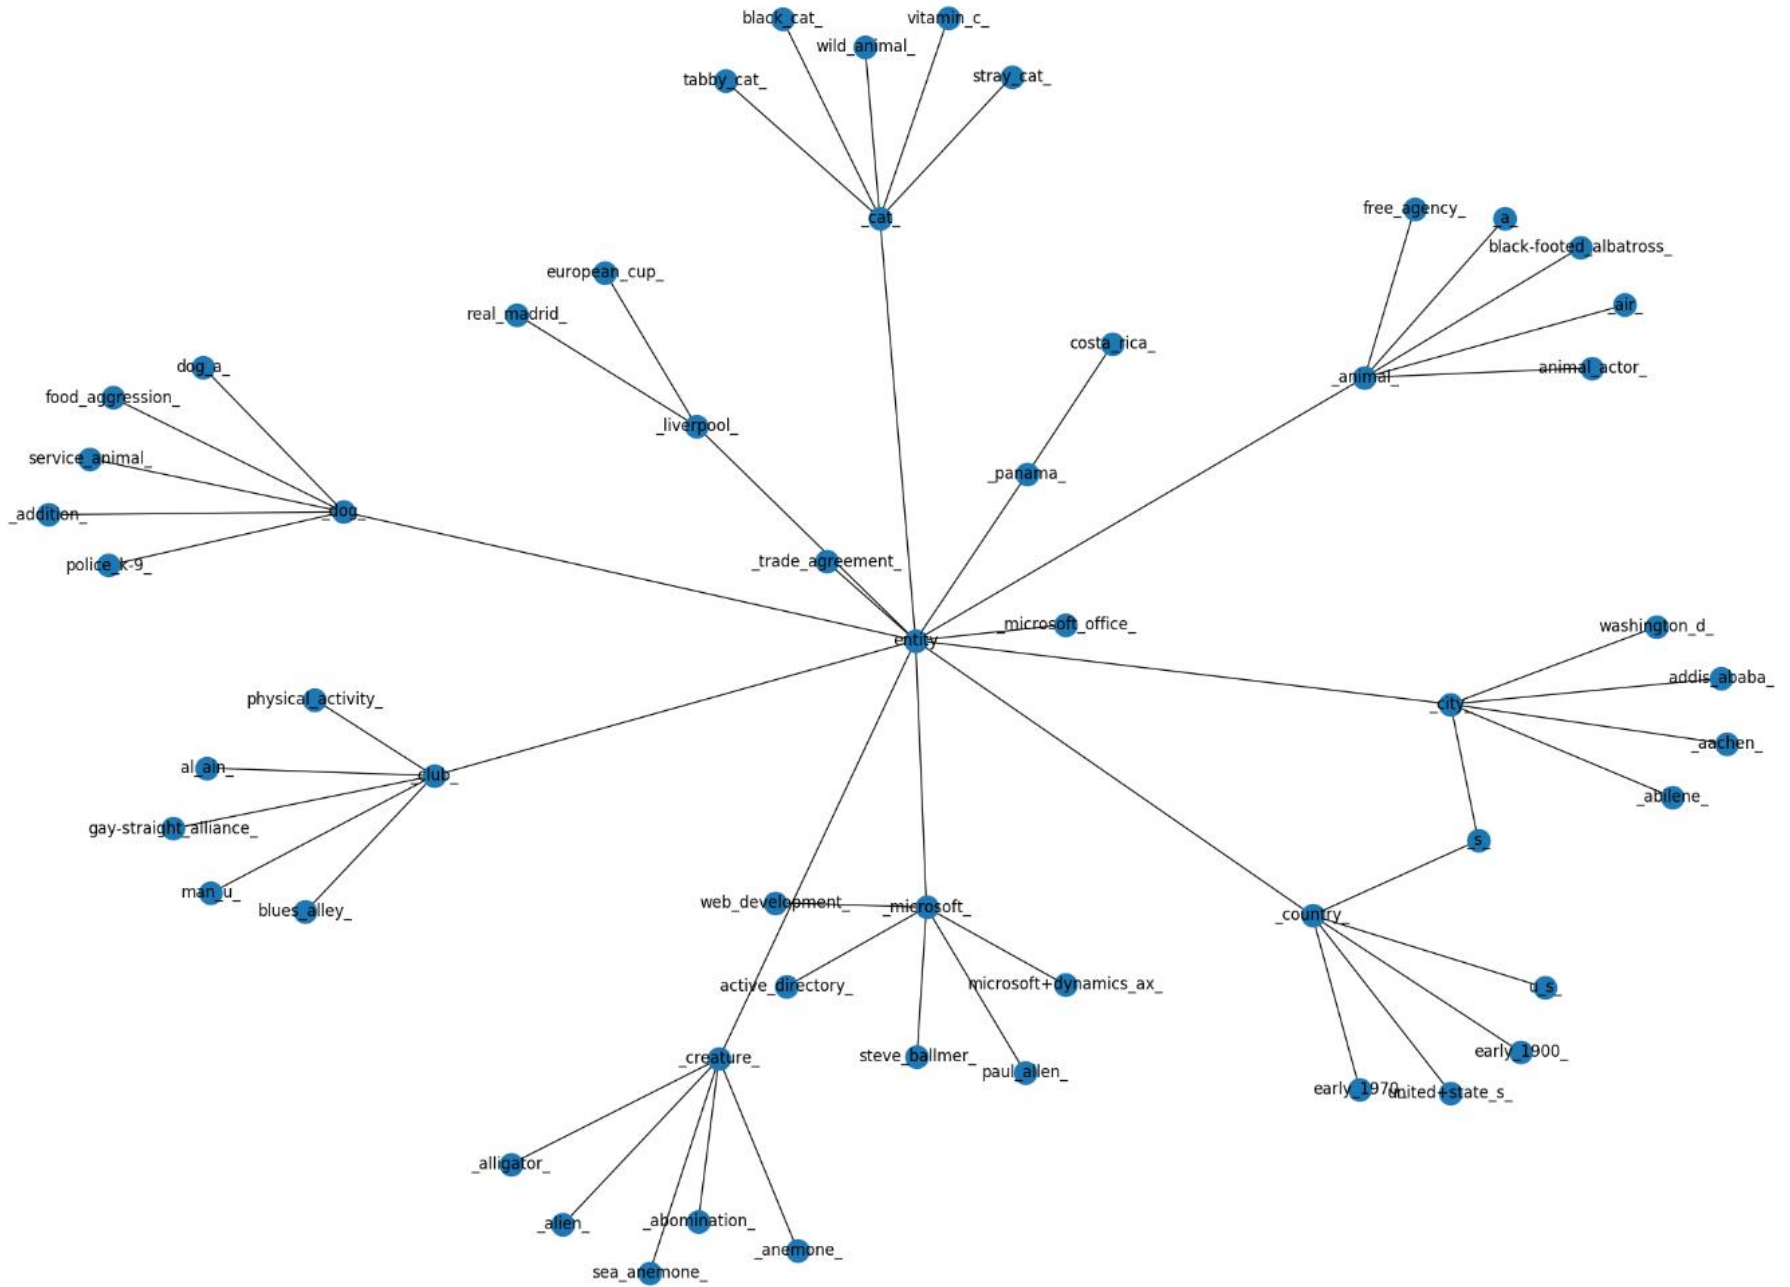 black_cat_
vitamin_c_
wild_animal_
tabby_cat_
stray_cat_
_cat_
free_agency_
_a_
black-footed_albatross_
european_cup_
_air_
real_madrid_
costa_rica_
dog_a_
animal_actor_
_animal_
food_aggression_
_liverpool_
service_animal_
_panama_
_addition_
_dog_
_trade_agreement_
police_k-9_
_microsoft_office_
washington_d_
entity
addis_ababa_
physical_activity_
_city_
_aachen_
al_ain_
_club_
_abilene_
gay-straight_alliance_
_s_
man_u_
web_development_
_microsoft_
blues_alley_
_country_
active_directory_
microsoft+dynamics_ax_
u_s_
_creature_
steve_ballmer_
early_1900_
paul_allen_
early_1970_
united+state_s_
_alligator_
_alien_
_abomination_
_anemone_
sea_anemone_